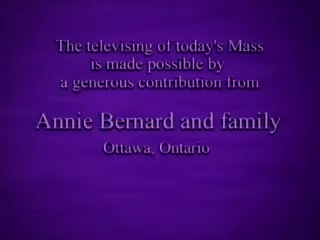 The televising of today's Mass
is made possible by
a generous contribution from
Annie Bernard and family
Ottawa, Ontario